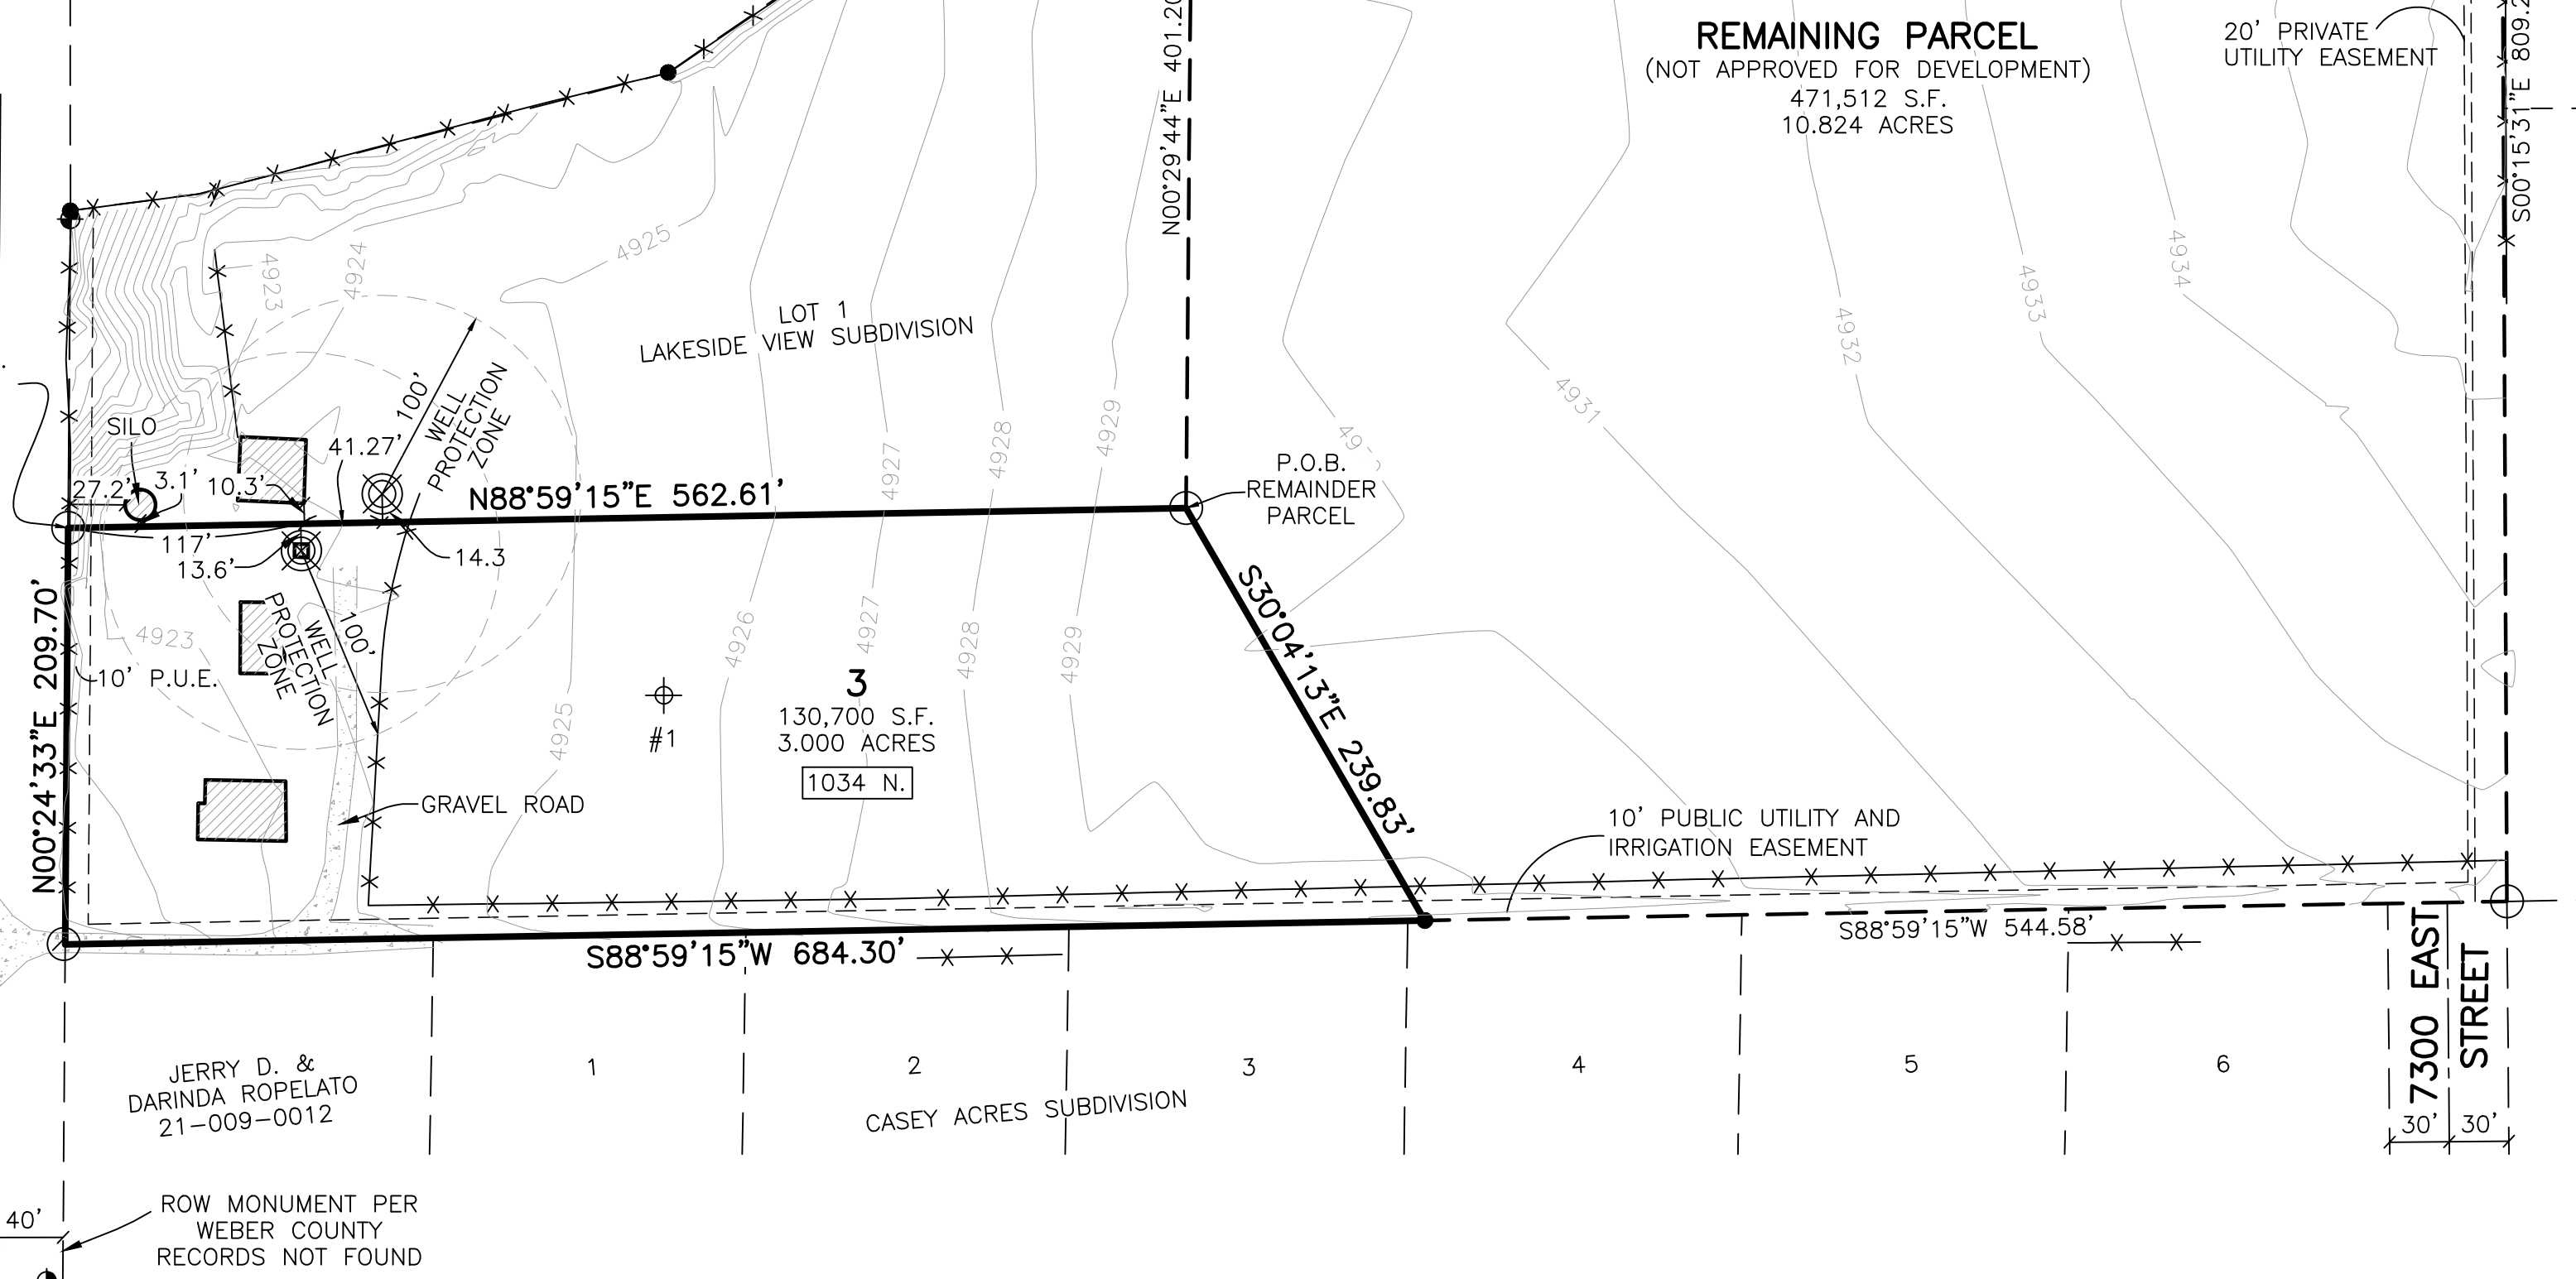 REMAINING PARCEL
(NOT APPROVED FOR DEVELOPMENT)
471,512 S.F.
10.824 ACRES
20' PRIVATE
UTILITY EASEMENT
N00°29'44"E 401.20
S00°15'31"E 809.2
4925
4924
4923
LOT 1
LAKESIDE VIEW SUBDIVISION
4934
4933
4932
4931
100'
WELL
PROTECTION
ZONE
4927
4928
4929
49
SILO
27.2'
3.1'
10.3'
41.27'
N88°59'15"E 562.61'
P.O.B.
REMAINDER
PARCEL
117'
13.6'
14.3
N00°24'33"E 209.70'
4923
10' P.U.E.
WELL
PROTECTION
ZONE
100'
4925
4926
4927
4928
4929
S30°04'13"E 239.83'
#1
3
130,700 S.F.
3.000 ACRES
1034 N.
GRAVEL ROAD
10' PUBLIC UTILITY AND
IRRIGATION EASEMENT
S88°59'15"W 684.30'
S88°59'15"W 544.58'
7300 EAST
STREET
30'
30'
JERRY D. &
DARINDA ROPELATO
21-009-0012
1
2
3
4
5
6
CASEY ACRES SUBDIVISION
40'
ROW MONUMENT PER
WEBER COUNTY
RECORDS NOT FOUND